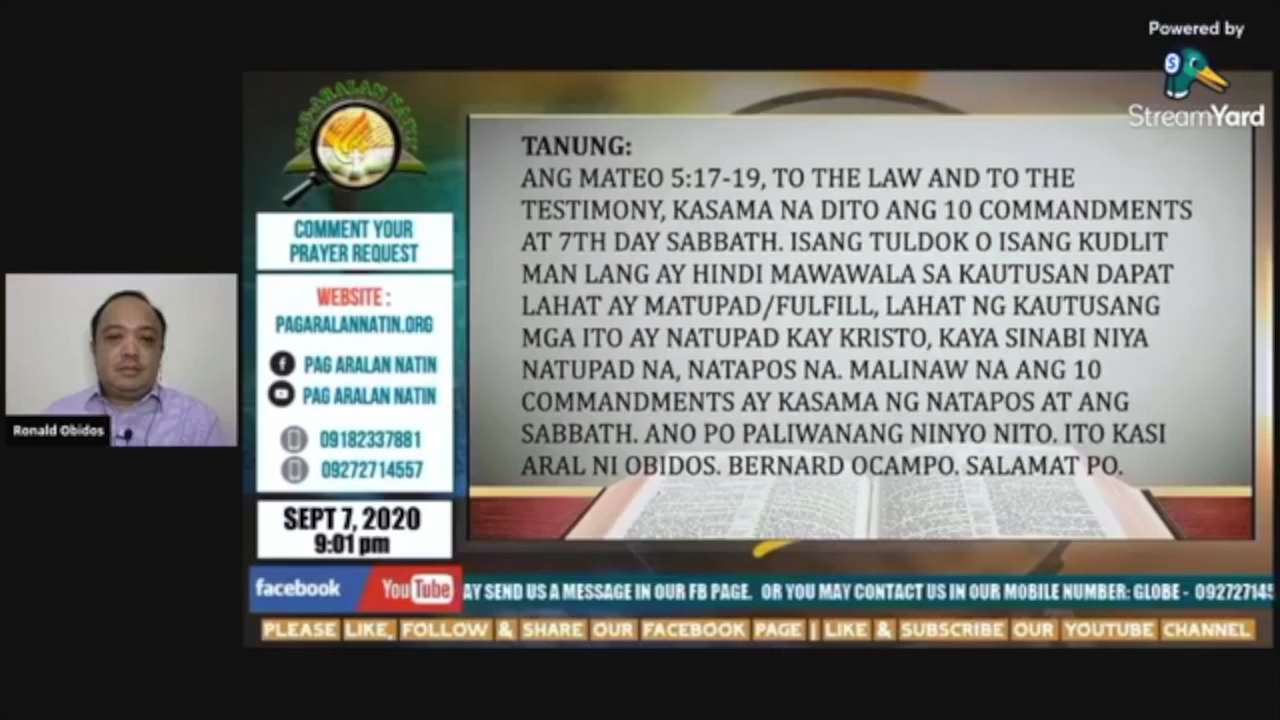 Powered by
StreamYard
PAG ARALAN NATIN
COMMENT YOUR
PRAYER REQUEST
WEBSITE :
PAGARALANNATIN.ORG
PAG ARALAN NATIN
PAG ARALAN NATIN
09182337881
09272714557
SEPT 7, 2020
9:01 pm
TANUNG:
ANG MATEO 5:17-19, TO THE LAW AND TO THE
TESTIMONY, KASAMA NA DITO ANG 10 COMMANDMENTS
AT 7TH DAY SABBATH. ISANG TULDOK O ISANG KUDLIT
MAN LANG AY HINDI MAWAWALA SA KAUTUSAN DAPAT
LAHAT AY MATUPAD/FULFILL, LAHAT NG KAUTUSANG
MGA ITO AY NATUPAD KAY KRISTO, KAYA SINABI NIYA
NATUPAD NA, NATAPOS NA. MALINAW NA ANG 10
COMMANDMENTS AY KASAMA NG NATAPOS AT ANG
SABBATH. ANO PO PALIWANANG NINYO NITO. ITO KASI
ARAL NI OBIDOS. BERNARD OCAMPO. SALAMAT PO.
Ronald Obidos
facebook YouTube
AY SEND US A MESSAGE IN OUR FB PAGE. OR YOU MAY CONTACT US IN OUR MOBILE NUMBER: GLOBE - 092727145
PLEASE LIKE, FOLLOW & SHARE OUR FACEBOOK PAGE | LIKE & SUBSCRIBE OUR YOUTUBE CHANNEL